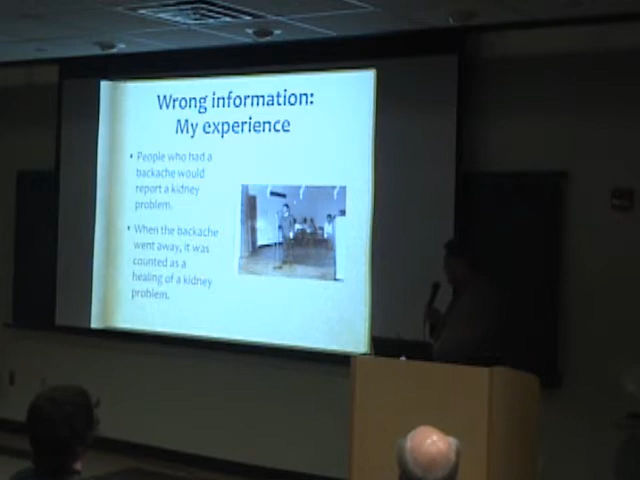 Wrong information:
My experience
• People who had a
backache would
report a kidney
problem.
• When the backache
went away, it was
counted as a
healing of a kidney
problem.